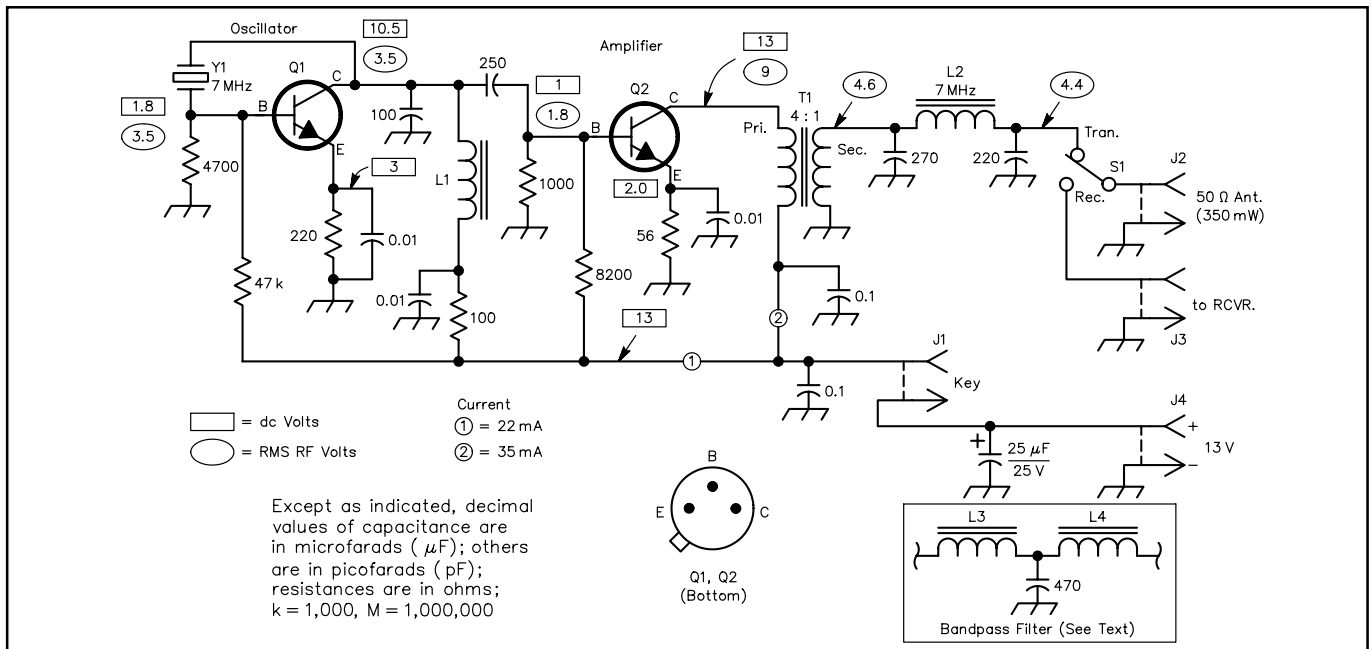 Oscillator
10.5
3.5
Y1
7 MHz
Q1
C
B
E
1.8
3.5
4700
100
250
3
L1
220
0.01
47 k
0.01
100
Amplifier
1
1.8
Q2
C
B
E
13
9
2.0
1000
8200
56
0.01
13
T1
4 : 1
Pri.
Sec.
4.6
L2
7 MHz
4.4
270
220
Tran.
Rec.
S1
J2
50 Ω Ant.
(350 mW)
to RCVR.
J3
0.1
2
1
0.1
J1
Key
J4
+
13 V
−
+
25 μF
25 V
= dc Volts
= RMS RF Volts
Current
1 = 22 mA
2 = 35 mA
Except as indicated, decimal
values of capacitance are
in microfarads ( μF); others
are in picofarads ( pF);
resistances are in ohms;
k = 1,000, M = 1,000,000
B
E
C
Q1, Q2
(Bottom)
L3
L4
470
Bandpass Filter (See Text)